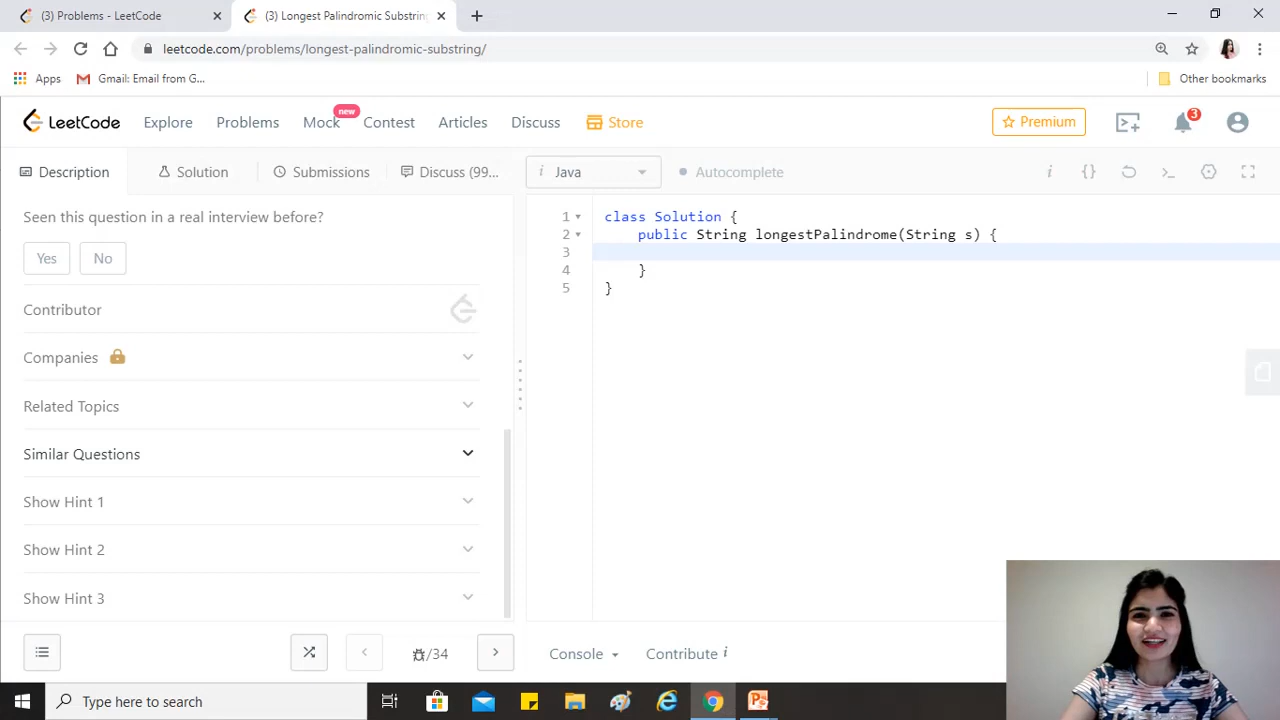 (3) Problems - LeetCode
(3) Longest Palindromic Substring
leetcode.com/problems/longest-palindromic-substring/
Apps
Gmail: Email from G...
Other bookmarks
LeetCode
Explore
Problems
Mock
new
Contest
Articles
Discuss
Store
Premium
3
Description
Solution
Submissions
Discuss (99...
i
Java
Autocomplete
i
{}
Seen this question in a real interview before?
Yes
No
Contributor
Companies
Related Topics
Similar Questions
Show Hint 1
Show Hint 2
Show Hint 3
1
class Solution {
2
public String longestPalindrome(String s) {
3
4
}
5
}
/34
Console
Contribute i
Type here to search